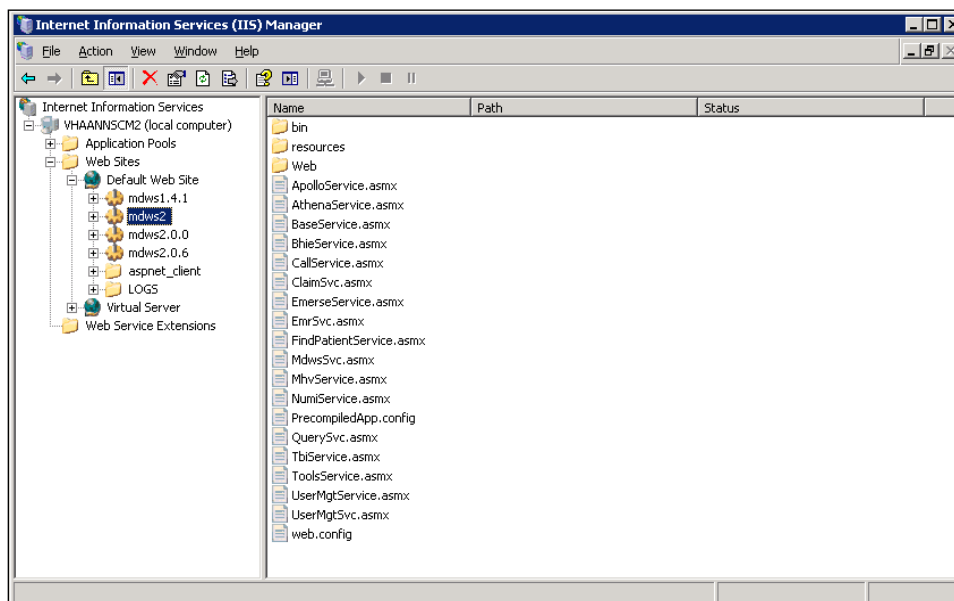 Internet Information Services (IIS) Manager
File Action View Window Help
Internet Information Services
VHAANNSCM2 (local computer)
Application Pools
Web Sites
Default Web Site
mdws1.4.1
mdws2
mdws2.0.0
mdws2.0.6
aspnet_client
LOGS
Virtual Server
Web Service Extensions
Name Path Status
bin
resources
Web
ApolloService.asmx
AthenaService.asmx
BaseService.asmx
BhieService.asmx
CallService.asmx
ClaimSvc.asmx
EmerseService.asmx
EmrSvc.asmx
FindPatientService.asmx
MdwsSvc.asmx
MhvService.asmx
NumiService.asmx
PrecompiledApp.config
QuerySvc.asmx
TbiService.asmx
ToolsService.asmx
UserMgtService.asmx
UserMgtSvc.asmx
web.config